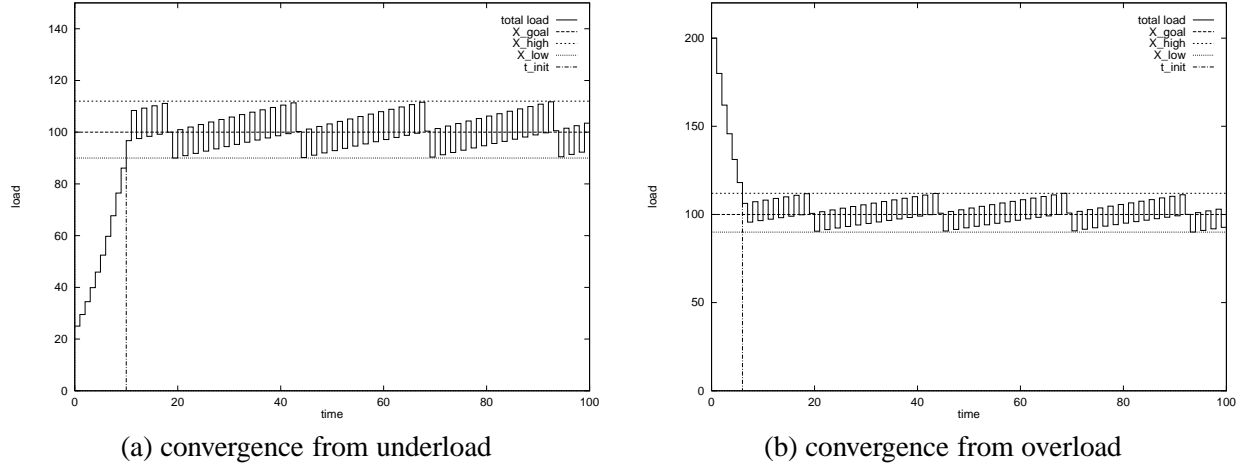 140
120
100
80
60
40
20
0
load
0 20 40 60 80 100
time
total load
X_goal
X_high
X_low
t_init
(a) convergence from underload
200
150
100
50
0
load
0 20 40 60 80 100
time
total load
X_goal
X_high
X_low
t_init
(b) convergence from overload